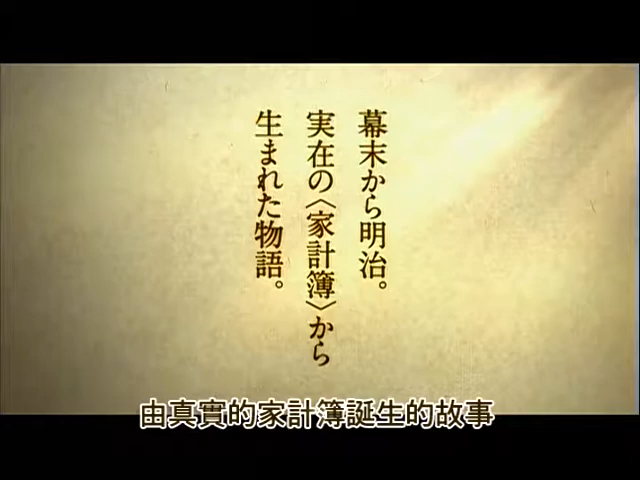 幕末から明治。
実在の〈家計簿〉から
生まれた物語。
由真實的家計簿誕生的故事